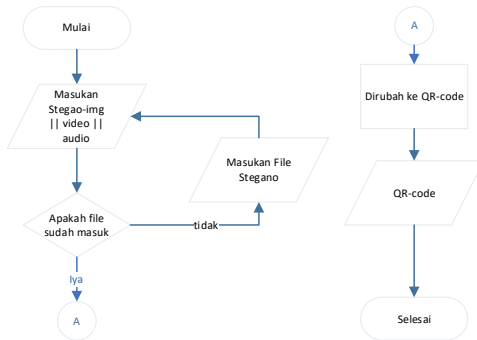 Mulai
Masukan
Stegao-img
|| video ||
audio
Masukan File
Stegano
Apakah file
sudah masuk
tidak
Iya
A
A
Dirubah ke QR-code
QR-code
Selesai